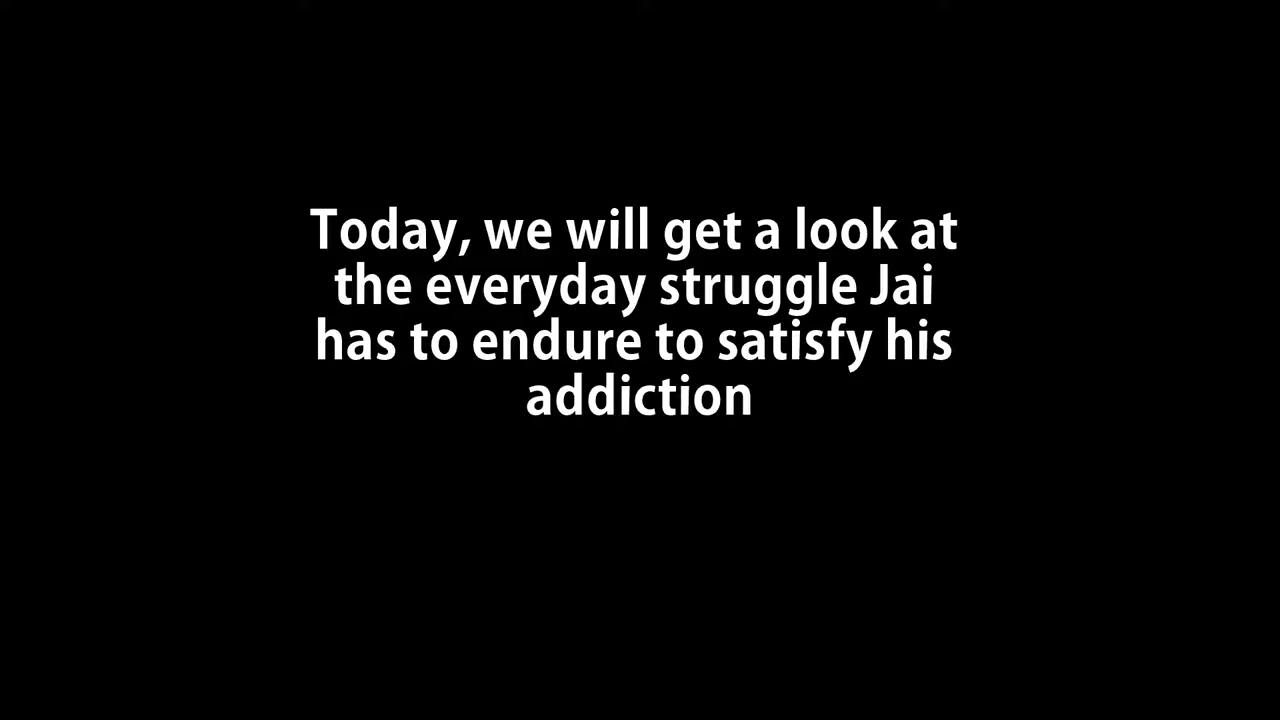 Today, we will get a look at
the everyday struggle Jai
has to endure to satisfy his
addiction